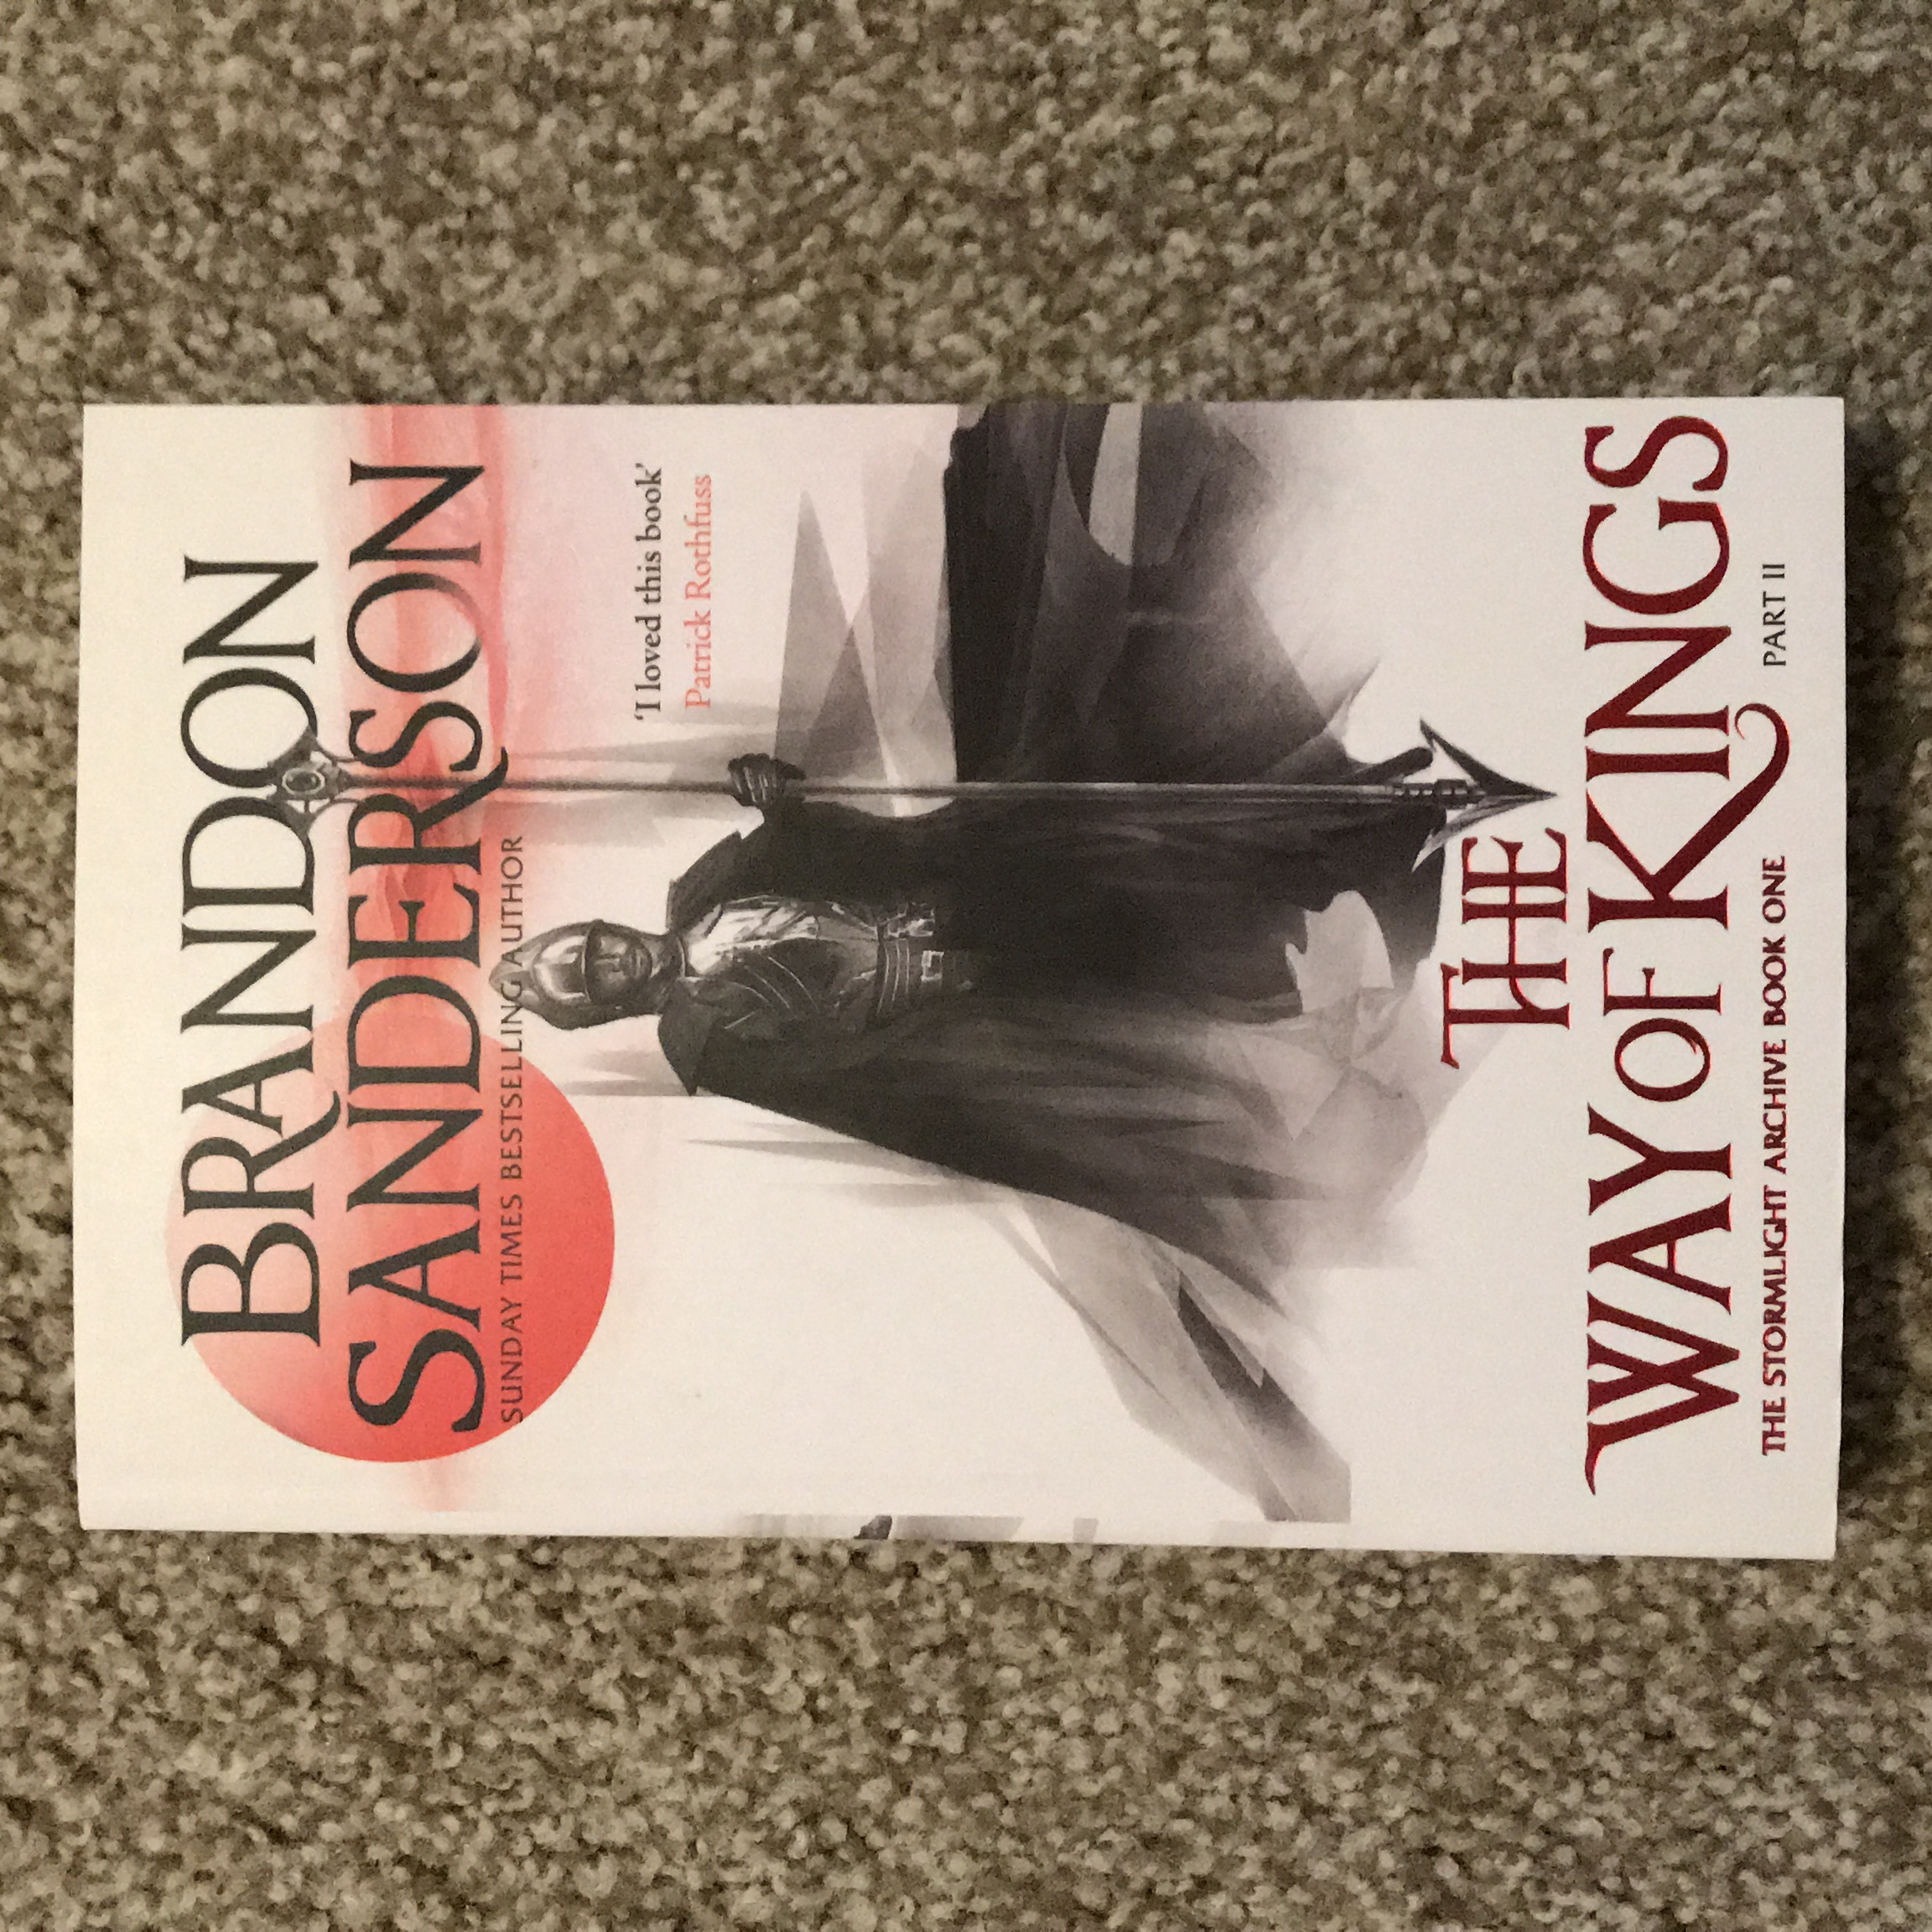 BRANDON
SANDERSON
SUNDAY TIMES BESTSELLING AUTHOR
‘I loved this book’
Patrick Rothfuss
THE
WAY OF KINGS
THE STORMLIGHT ARCHIVE BOOK ONE PART II